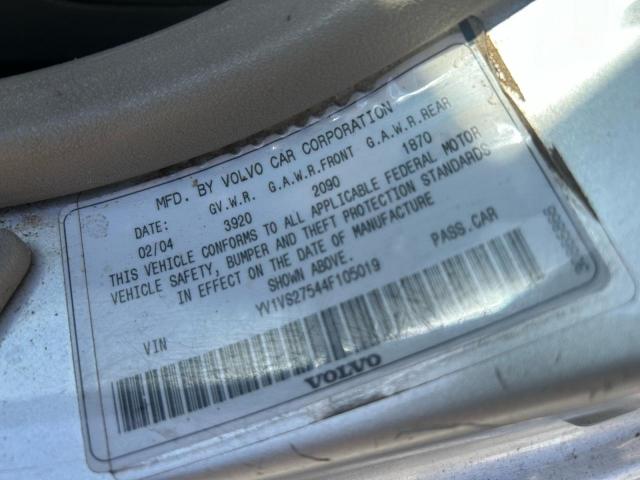 MFD. BY VOLVO CAR CORPORATION
DATE: GV.W.R. G.A.W.R.FRONT G.A.W.R.REAR
02/04 3920 2090 1870
THIS VEHICLE CONFORMS TO ALL APPLICABLE FEDERAL MOTOR
VEHICLE SAFETY, BUMPER AND THEFT PROTECTION STANDARDS
IN EFFECT ON THE DATE OF MANUFACTURE
SHOWN ABOVE.
YV1VS27544F105019 PASS.CAR
VIN
VOLVO